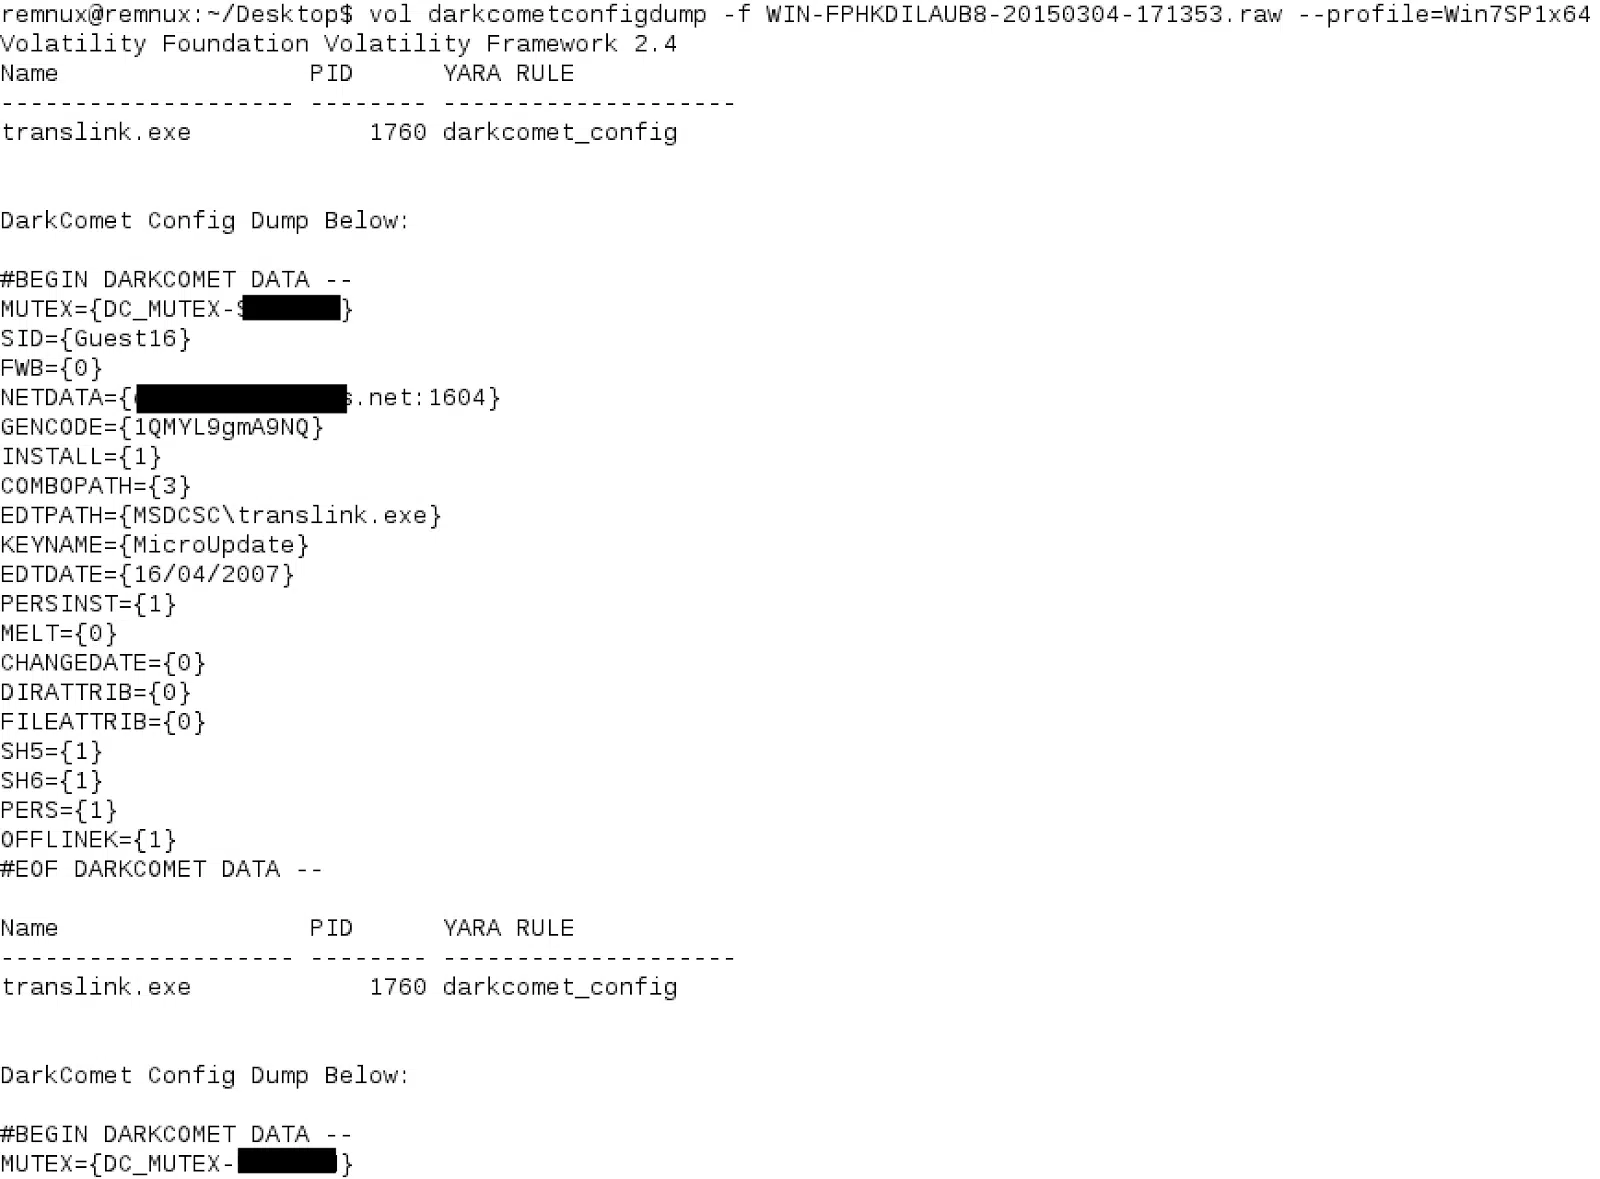 remnux@remnux:~/Desktop$ vol darkcometconfigdump -f WIN-FPHKDILAUB8-20150304-171353.raw --profile=Win7SP1x64
Volatility Foundation Volatility Framework 2.4
Name                 PID      YARA RULE
-------------------- -------- --------------------
translink.exe            1760 darkcomet_config
DarkComet Config Dump Below:
#BEGIN DARKCOMET DATA --
MUTEX={DC_MUTEX-}
SID={Guest16}
FWB={0}
NETDATA={s.net:1604}
GENCODE={1QMYL9gmA9NQ}
INSTALL={1}
COMBOPATH={3}
EDTPATH={MSDCSC\translink.exe}
KEYNAME={MicroUpdate}
EDTDATE={16/04/2007}
PERSINST={1}
MELT={0}
CHANGEDATE={0}
DIRATTRIB={0}
FILEATTRIB={0}
SH5={1}
SH6={1}
PERS={1}
OFFLINEK={1}
#EOF DARKCOMET DATA --
Name                 PID      YARA RULE
-------------------- -------- --------------------
translink.exe            1760 darkcomet_config
DarkComet Config Dump Below:
#BEGIN DARKCOMET DATA --
MUTEX={DC_MUTEX-}